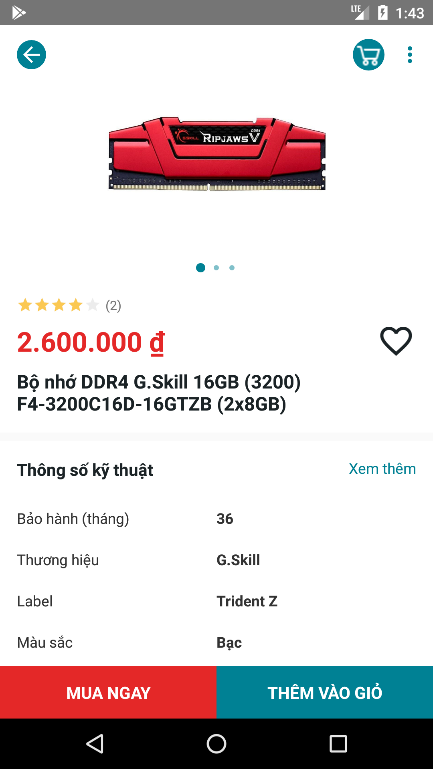 LTE
1:43
G.SKILL
RIPJAWS V
DDR4
(2)
2.600.000 ₫
Bộ nhớ DDR4 G.Skill 16GB (3200)
F4-3200C16D-16GTZB (2x8GB)
Thông số kỹ thuật
Xem thêm
Bảo hành (tháng) 36
Thương hiệu G.Skill
Label Trident Z
Màu sắc Bạc
MUA NGAY
THÊM VÀO GIỎ